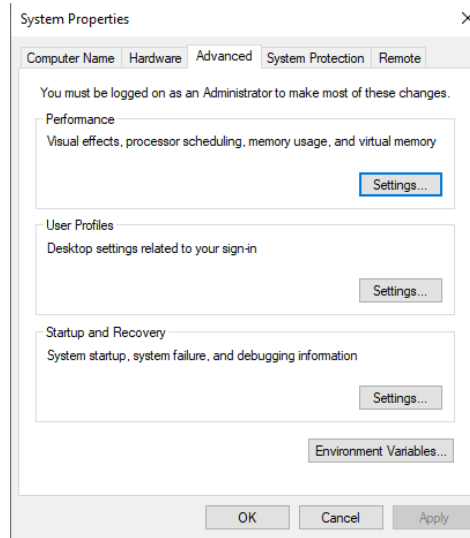 System Properties
Computer Name Hardware Advanced System Protection Remote
You must be logged on as an Administrator to make most of these changes.
Performance
Visual effects, processor scheduling, memory usage, and virtual memory
Settings...
User Profiles
Desktop settings related to your sign-in
Settings...
Startup and Recovery
System startup, system failure, and debugging information
Settings...
Environment Variables...
OK Cancel Apply